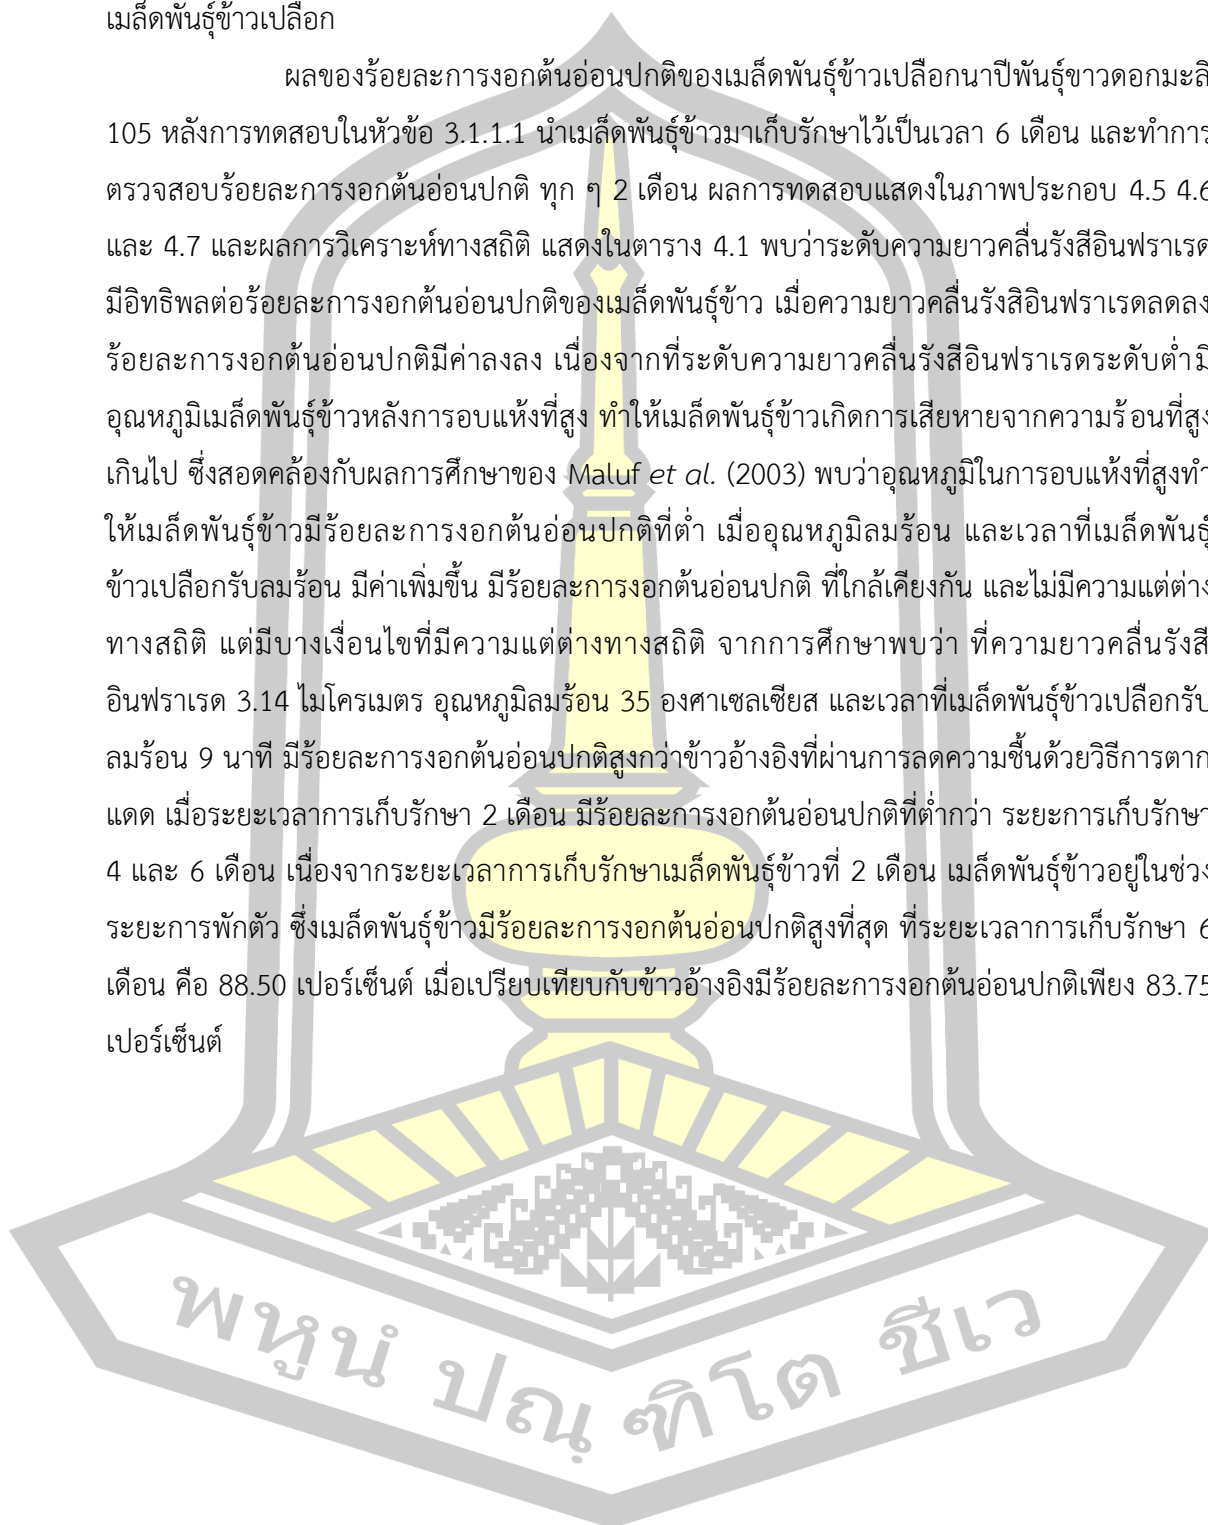 เมล็ดพันธุ์ข้าวเปลือก
ผลของร้อยละการงอกต้นอ่อนปกติของเมล็ดพันธุ์ข้าวเปลือกนาปีพันธุ์ขาวดอกมะลิ
105 หลังการทดสอบในหัวข้อ 3.1.1.1 นำเมล็ดพันธุ์ข้าวมาเก็บรักษาไว้เป็นเวลา 6 เดือน และทำการ
ตรวจสอบร้อยละการงอกต้นอ่อนปกติ ทุก ๆ 2 เดือน ผลการทดสอบแสดงในภาพประกอบ 4.5 4.6
และ 4.7 และผลการวิเคราะห์ทางสถิติ แสดงในตาราง 4.1 พบว่าระดับความยาวคลื่นรังสีอินฟราเรด
มีอิทธิพลต่อร้อยละการงอกต้นอ่อนปกติของเมล็ดพันธุ์ข้าว เมื่อความยาวคลื่นรังสิอินฟราเรดลดลง
ร้อยละการงอกต้นอ่อนปกติมีค่าลงลง เนื่องจากที่ระดับความยาวคลื่นรังสีอินฟราเรดระดับต่ำมี
อุณหภูมิเมล็ดพันธุ์ข้าวหลังการอบแห้งที่สูง ทำให้เมล็ดพันธุ์ข้าวเกิดการเสียหายจากความร้อนที่สูง
เกินไป ซึ่งสอดคล้องกับผลการศึกษาของ Maluf et al. (2003) พบว่าอุณหภูมิในการอบแห้งที่สูงทำ
ให้เมล็ดพันธุ์ข้าวมีร้อยละการงอกต้นอ่อนปกติที่ต่ำ เมื่ออุณหภูมิลมร้อน และเวลาที่เมล็ดพันธุ์
ข้าวเปลือกรับลมร้อน มีค่าเพิ่มขึ้น มีร้อยละการงอกต้นอ่อนปกติ ที่ใกล้เคียงกัน และไม่มีความแต่ต่าง
ทางสถิติ แต่มีบางเงื่อนไขที่มีความแตต่างทางสถิติ จากการศึกษาพบว่า ที่ความยาวคลื่นรังสี
อินฟราเรด 3.14 ไมโครเมตร อุณหภูมิลมร้อน 35 องศาเซลเซียส และเวลาที่เมล็ดพันธุ์ข้าวเปลือกรับ
ลมร้อน 9 นาที มีร้อยละการงอกต้นอ่อนปกติสูงกว่าข้าวอ้างอิงที่ผ่านการลดความชื้นด้วยวิธีการตาก
แดด เมื่อระยะเวลาการเก็บรักษา 2 เดือน มีร้อยละการงอกต้นอ่อนปกติที่ต่ำกว่า ระยะการเก็บรักษา
4 และ 6 เดือน เนื่องจากระยะเวลาการเก็บรักษาเมล็ดพันธุ์ข้าวที่ 2 เดือน เมล็ดพันธุ์ข้าวอยู่ในช่วง
ระยะการพักตัว ซึ่งเมล็ดพันธุ์ข้าวมีร้อยละการงอกต้นอ่อนปกติสูงที่สุด ที่ระยะเวลาการเก็บรักษา 6
เดือน คือ 88.50 เปอร์เซ็นต์ เมื่อเปรียบเทียบกับข้าวอ้างอิงมีร้อยละการงอกต้นอ่อนปกติเพียง 83.75
เปอร์เซ็นต์
พหูนํ ปณฺฑิโต ชีเว